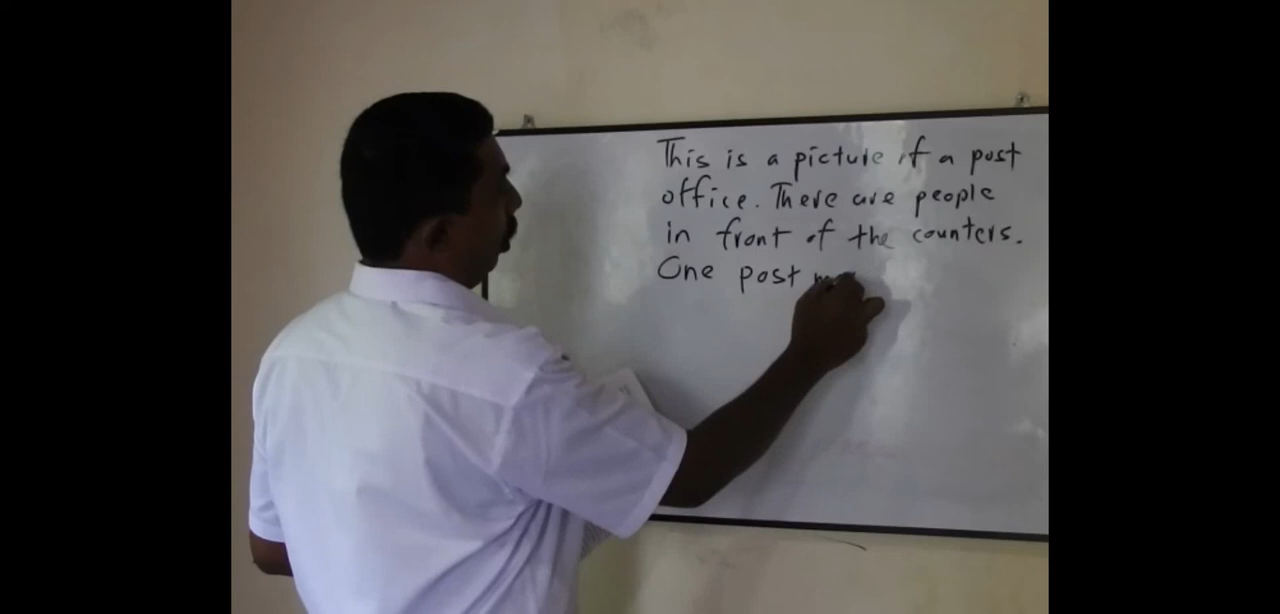 This is a picture of a post
office. There are people
in front of the counters.
One post